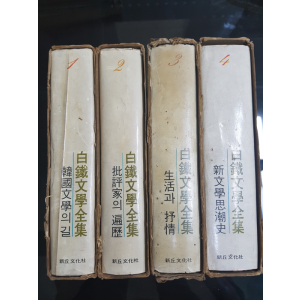 1
白鐵文學全集
韓國文學의 길
新丘文化社
2
白鐵文學全集
批評家의 遍歷
新丘文化社
3
白鐵文學全集
生活과 抒情
新丘文化社
4
白鐵文學全集
新文學思潮史
新丘文化社